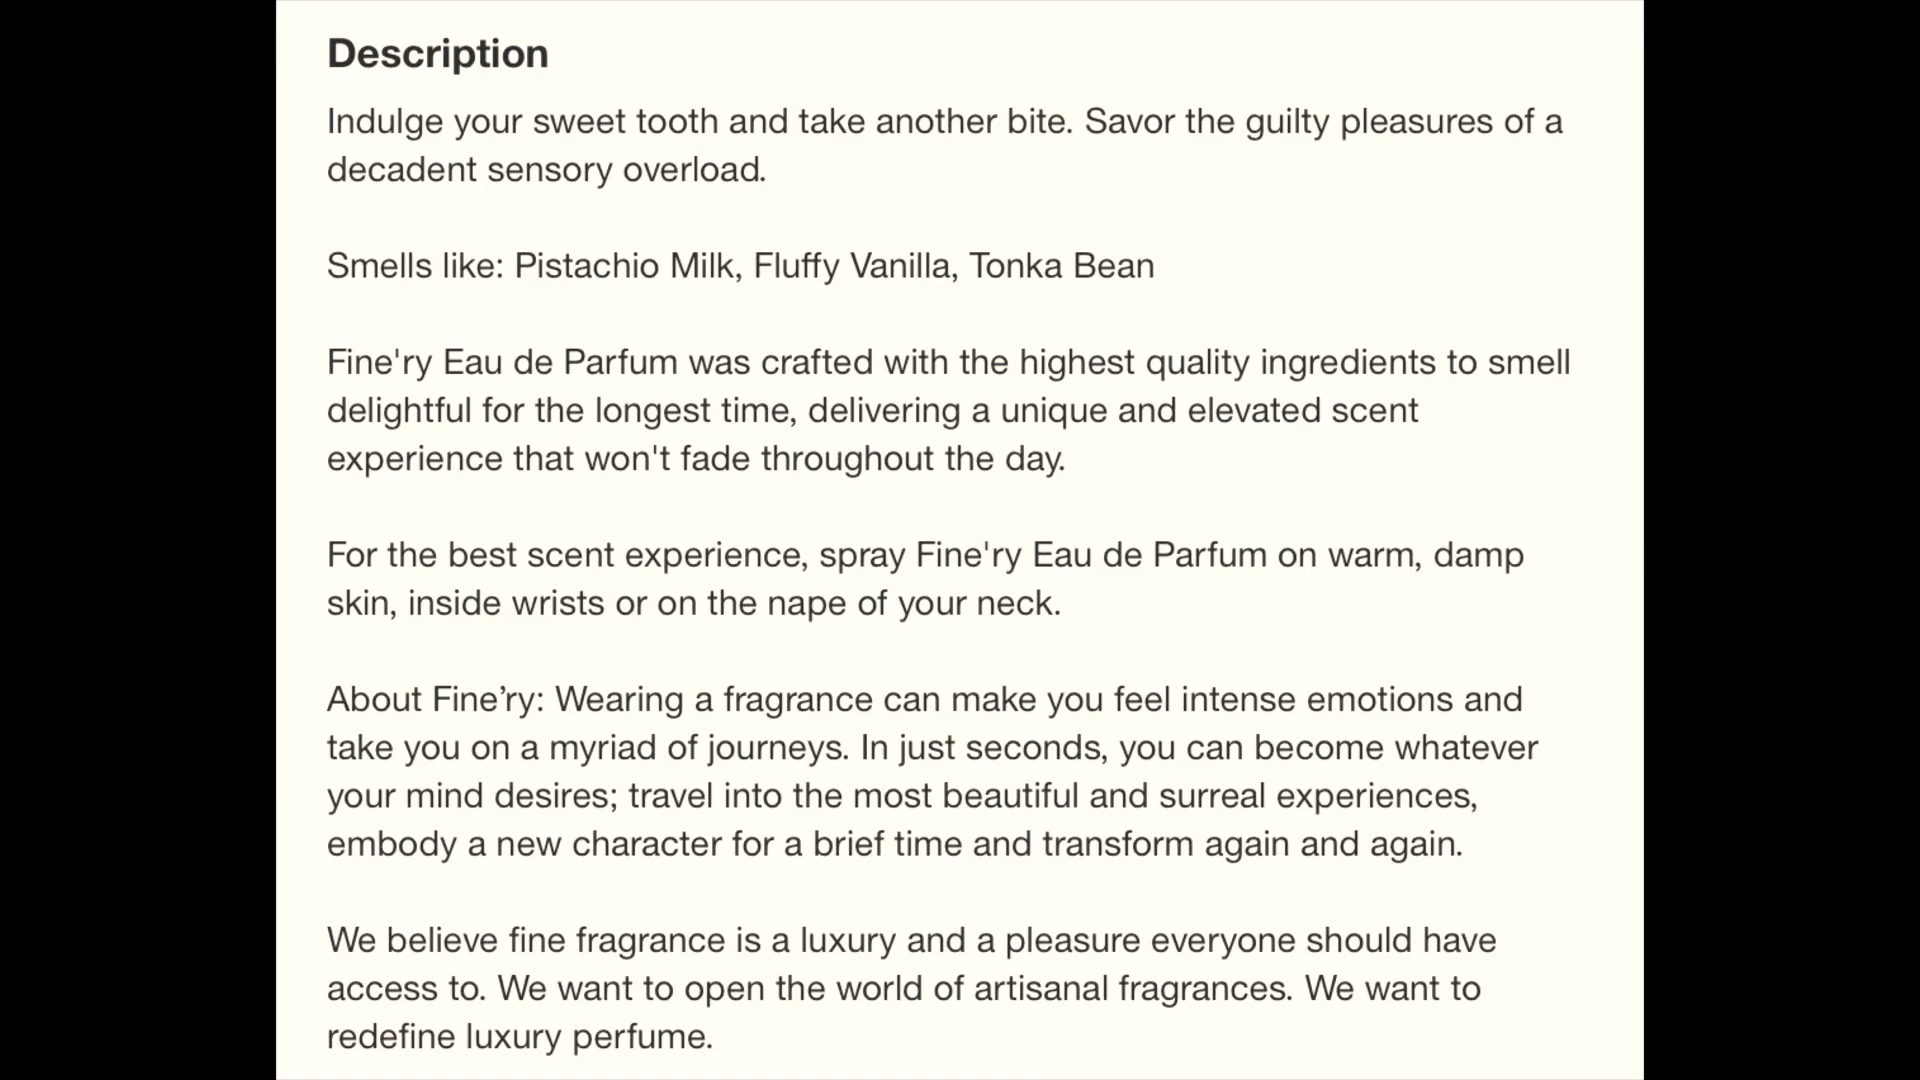 Description
Indulge your sweet tooth and take another bite. Savor the guilty pleasures of a
decadent sensory overload.
Smells like: Pistachio Milk, Fluffy Vanilla, Tonka Bean
Fine'ry Eau de Parfum was crafted with the highest quality ingredients to smell
delightful for the longest time, delivering a unique and elevated scent
experience that won't fade throughout the day.
For the best scent experience, spray Fine'ry Eau de Parfum on warm, damp
skin, inside wrists or on the nape of your neck.
About Fine’ry: Wearing a fragrance can make you feel intense emotions and
take you on a myriad of journeys. In just seconds, you can become whatever
your mind desires; travel into the most beautiful and surreal experiences,
embody a new character for a brief time and transform again and again.
We believe fine fragrance is a luxury and a pleasure everyone should have
access to. We want to open the world of artisanal fragrances. We want to
redefine luxury perfume.